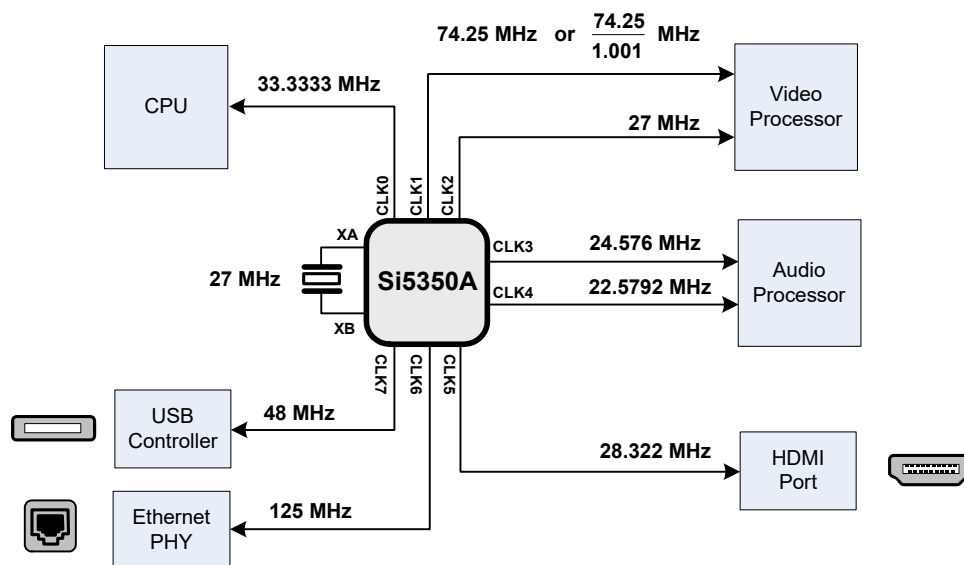 74.25 MHz or 74.25 MHz
1.001
33.3333 MHz
CPU
Video
Processor
27 MHz
CLK0
CLK1
CLK2
XA
CLK3
24.576 MHz
27 MHz
Si5350A
Audio
Processor
CLK4
22.5792 MHz
XB
CLK7
CLK6
CLK5
USB
Controller
48 MHz
28.322 MHz
HDMI
Port
Ethernet
PHY
125 MHz